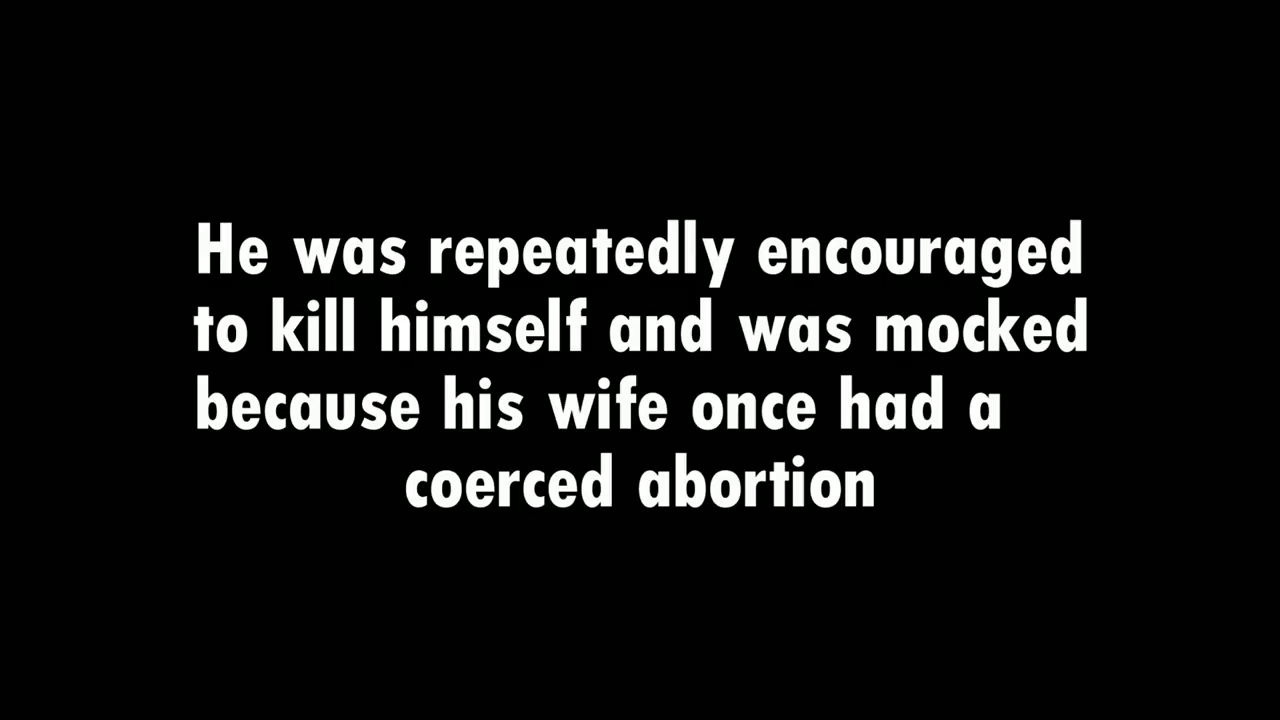 He was repeatedly encouraged
to kill himself and was mocked
because his wife once had a
coerced abortion